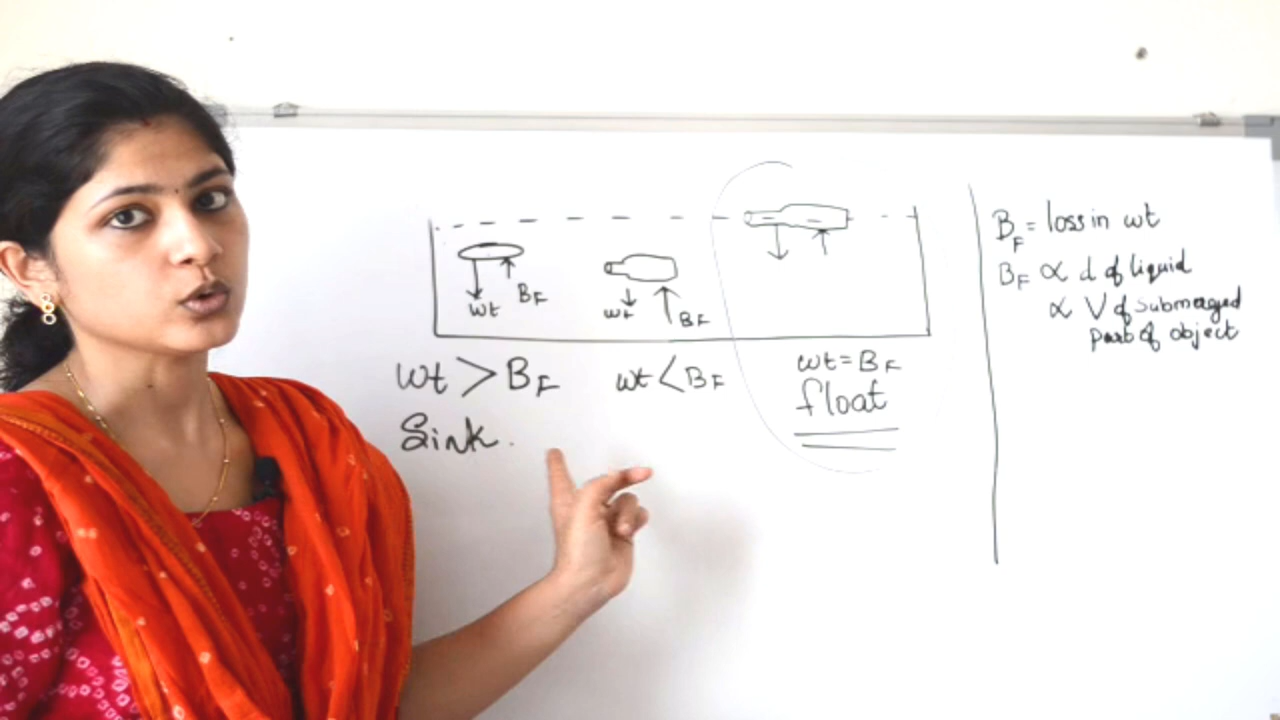 wt
BF
wt
BF
wt > BF
Sink.
wt < BF
wt = BF
float
BF = loss in wt
BF ∝ d of liquid
∝ V of submerged
part of object